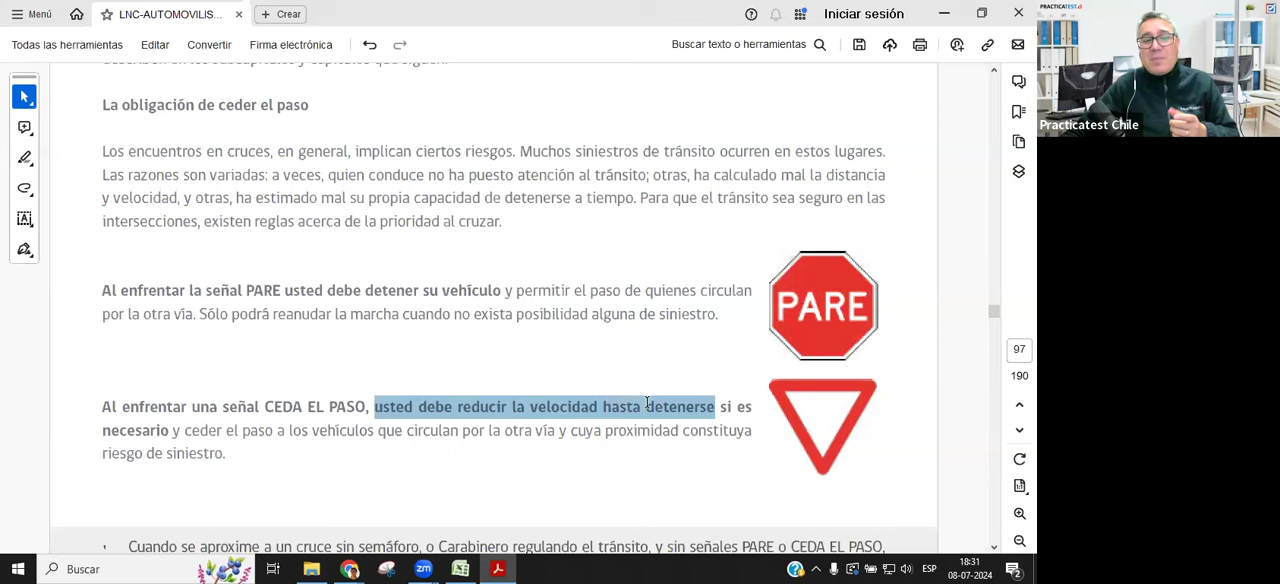 Menú
LNC-AUTOMOVILIS...
Crear
Iniciar sesión
Todas las herramientas
Editar
Convertir
Firma electrónica
Buscar texto o herramientas
PRACTICATEST.cl
Practicatest Chile
La obligación de ceder el paso
Los encuentros en cruces, en general, implican ciertos riesgos. Muchos siniestros de tránsito ocurren en estos lugares.
Las razones son variadas: a veces, quien conduce no ha puesto atención al tránsito; otras, ha calculado mal la distancia
y velocidad, y otras, ha estimado mal su propia capacidad de detenerse a tiempo. Para que el tránsito sea seguro en las
intersecciones, existen reglas acerca de la prioridad al cruzar.
Al enfrentar la señal PARE usted debe detener su vehículo y permitir el paso de quienes circulan
por la otra vía. Sólo podrá reanudar la marcha cuando no exista posibilidad alguna de siniestro.
PARE
Al enfrentar una señal CEDA EL PASO, usted debe reducir la velocidad hasta detenerse si es
necesario y ceder el paso a los vehículos que circulan por la otra vía y cuya proximidad constituya
riesgo de siniestro.
Cuando se aproxime a un cruce sin semáforo, o Carabinero regulando el tránsito, y sin señales PARE o CEDA EL PASO,
97
190
Buscar
zm
ESP
18:31
08-07-2024
2